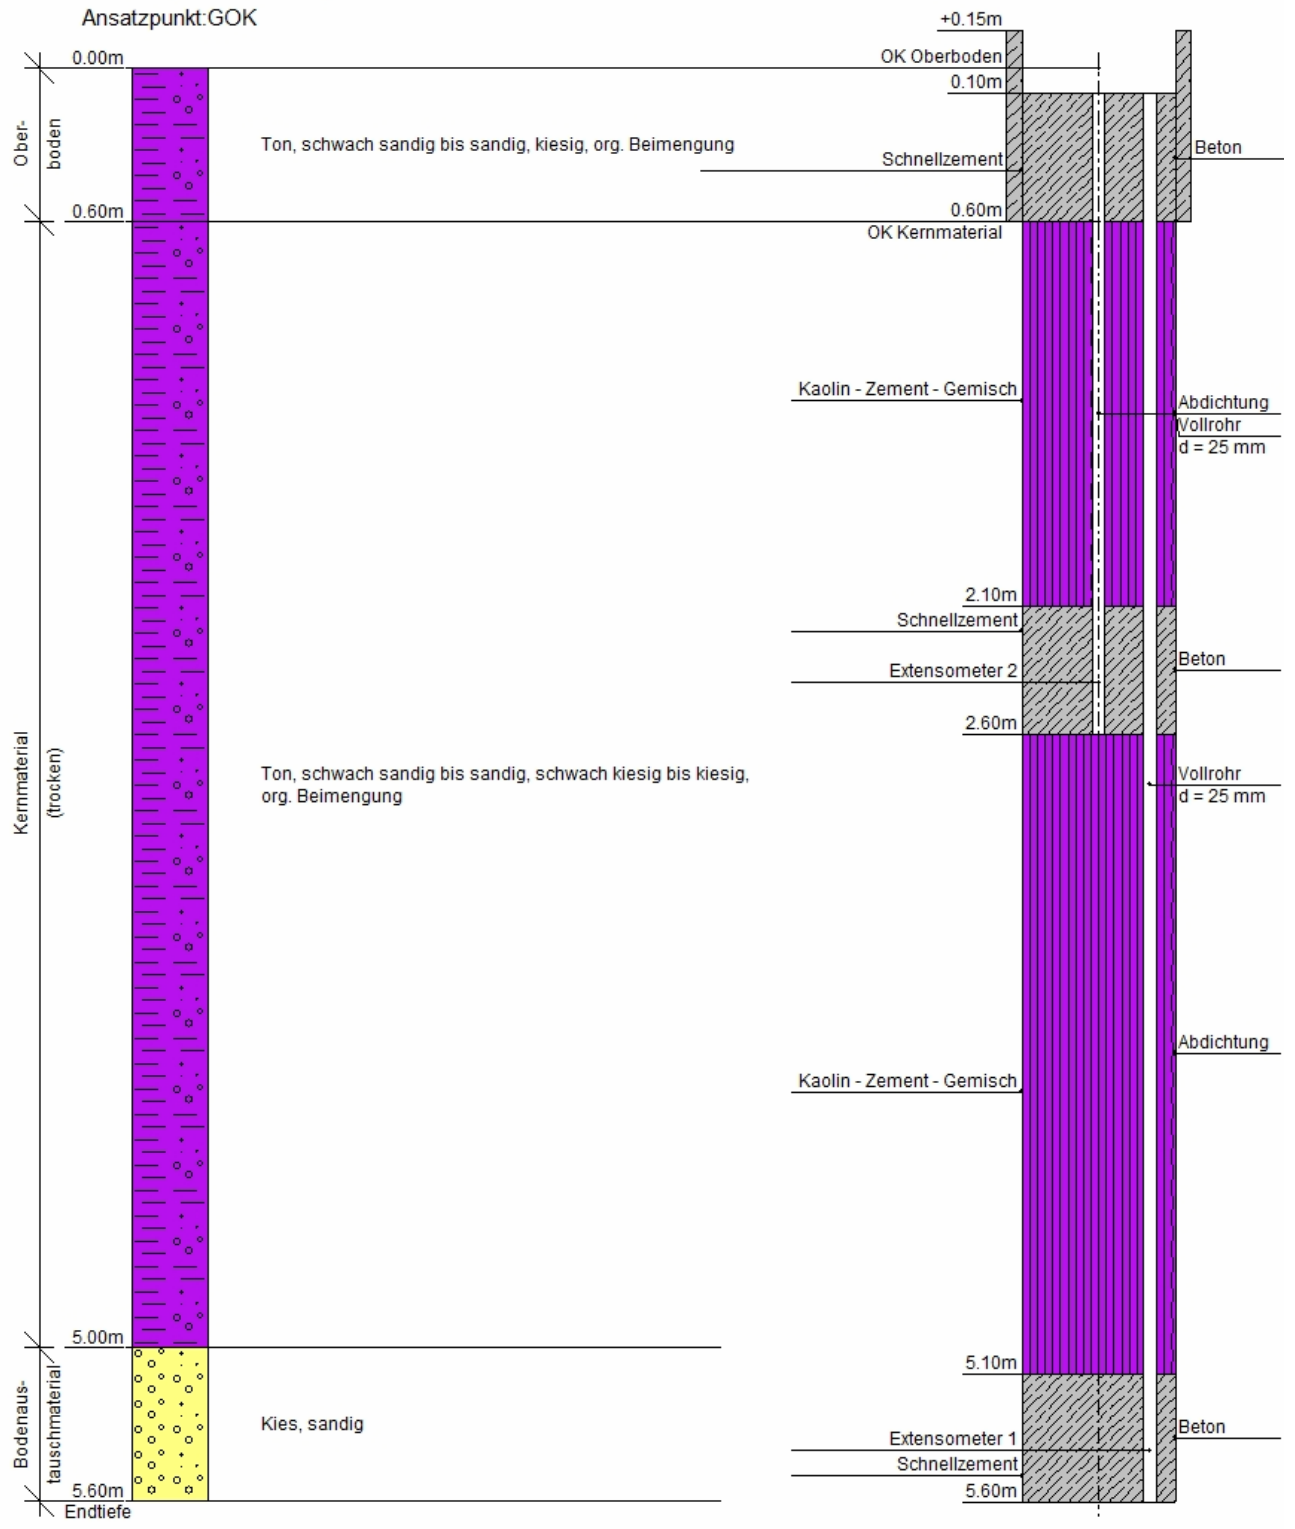 Ansatzpunkt:GOK
+0.15m
0.00m
OK Oberboden
0.10m
Ober-
boden
Ton, schwach sandig bis sandig, kiesig, org. Beimengung
Schnellzement
Beton
0.60m
0.60m
OK Kernmaterial
Kaolin - Zement - Gemisch
Abdichtung
Vollrohr
d = 25 mm
2.10m
Schnellzement
Beton
Extensometer 2
2.60m
Kernmaterial
(trocken)
Ton, schwach sandig bis sandig, schwach kiesig bis kiesig,
org. Beimengung
Vollrohr
d = 25 mm
Abdichtung
Kaolin - Zement - Gemisch
5.00m
5.10m
Bodenaus-
tauschmaterial
Kies, sandig
Beton
Extensometer 1
Schnellzement
5.60m
5.60m
Endtiefe